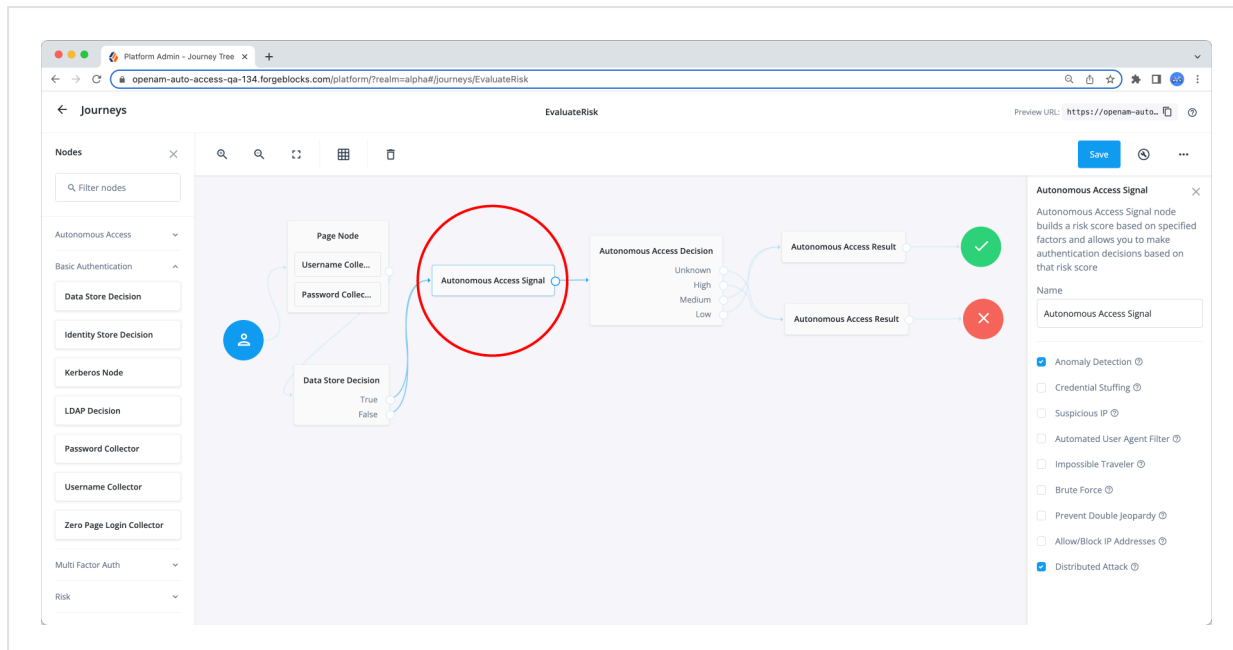 Platform Admin - Journey Tree
openam-auto-access-qa-134.forgeblocks.com/platform/?realm=alpha#/journeys/EvaluateRisk
Journeys
EvaluateRisk
Preview URL: https://openam-auto…
Nodes
Save
Filter nodes
Autonomous Access
Basic Authentication
Data Store Decision
Identity Store Decision
Kerberos Node
LDAP Decision
Password Collector
Username Collector
Zero Page Login Collector
Multi Factor Auth
Risk
Page Node
Username Colle...
Password Collec...
Data Store Decision
True
False
Autonomous Access Signal
Autonomous Access Decision
Unknown
High
Medium
Low
Autonomous Access Result
Autonomous Access Result
Autonomous Access Signal
Autonomous Access Signal node
builds a risk score based on specified
factors and allows you to make
authentication decisions based on
that risk score
Name
Autonomous Access Signal
Anomaly Detection
Credential Stuffing
Suspicious IP
Automated User Agent Filter
Impossible Traveler
Brute Force
Prevent Double Jeopardy
Allow/Block IP Addresses
Distributed Attack